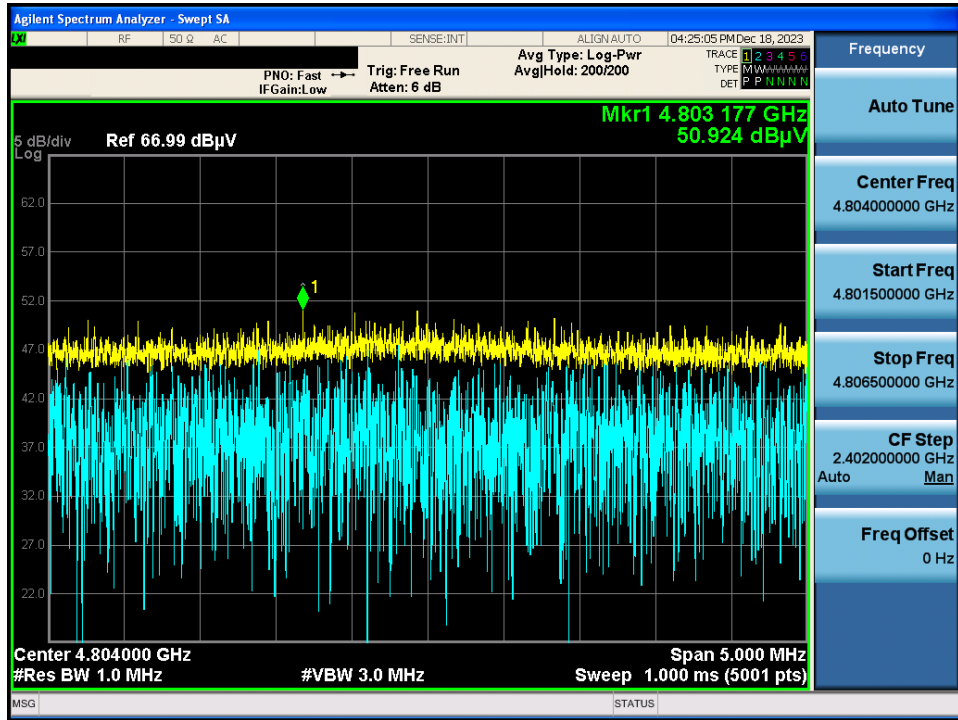 Agilent Spectrum Analyzer - Swept SA
LXI RF 50 Ω AC SENSE:INT ALIGN AUTO 04:25:05 PM Dec 18, 2023
PNO: Fast
IFGain:Low
Trig: Free Run
Atten: 6 dB
Avg Type: Log-Pwr
Avg|Hold: 200/200
TRACE 1 2 3 4 5 6
TYPE M W W W W W
DET P P N N N N
Mkr1 4.803 177 GHz
50.924 dBµV
5 dB/div Ref 66.99 dBµV
Log
62.0
57.0
1
52.0
47.0
42.0
37.0
32.0
27.0
22.0
Center 4.804000 GHz Span 5.000 MHz
#Res BW 1.0 MHz #VBW 3.0 MHz Sweep 1.000 ms (5001 pts)
MSG STATUS
Frequency
Auto Tune
Center Freq
4.804000000 GHz
Start Freq
4.801500000 GHz
Stop Freq
4.806500000 GHz
CF Step
2.402000000 GHz
Auto Man
Freq Offset
0 Hz